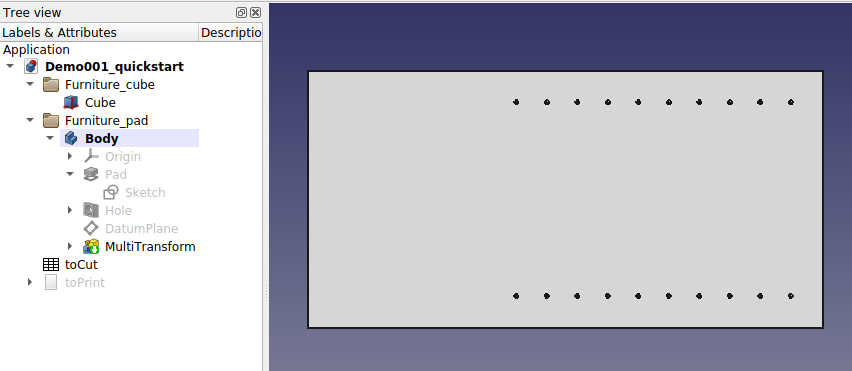 Tree view
Labels & Attributes Descriptio
Application
Demo001_quickstart
Furniture_cube
Cube
Furniture_pad
Body
Origin
Pad
Sketch
Hole
DatumPlane
MultiTransform
toCut
toPrint